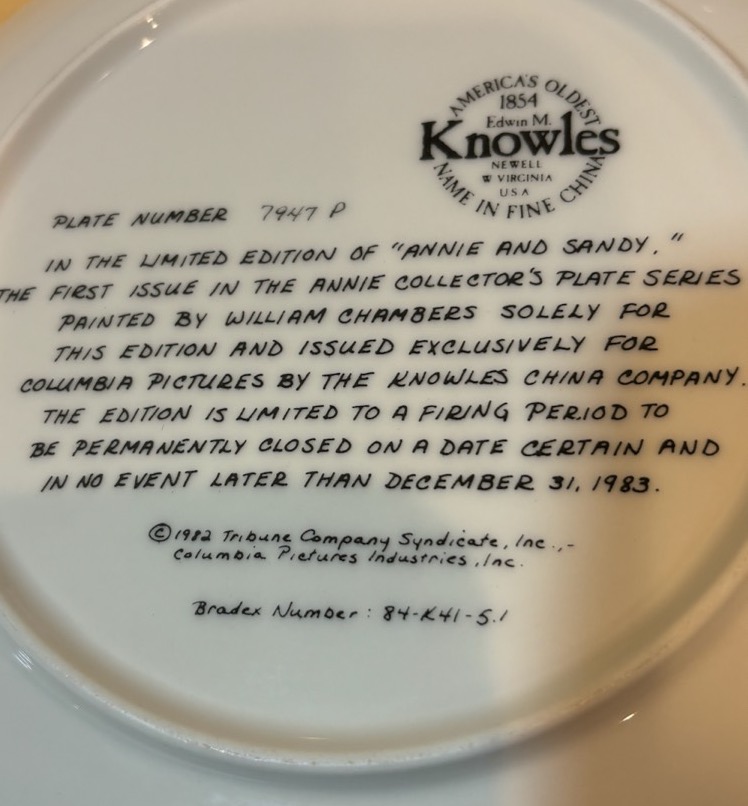 AMERICA'S OLDEST
1854
Edwin M.
Knowles
NEWELL
W VIRGINIA
USA
NAME IN FINE CHINA
PLATE NUMBER 7947 P
IN THE LIMITED EDITION OF "ANNIE AND SANDY,"
THE FIRST ISSUE IN THE ANNIE COLLECTOR'S PLATE SERIES
PAINTED BY WILLIAM CHAMBERS SOLELY FOR
THIS EDITION AND ISSUED EXCLUSIVELY FOR
COLUMBIA PICTURES BY THE KNOWLES CHINA COMPANY.
THE EDITION IS LIMITED TO A FIRING PERIOD TO
BE PERMANENTLY CLOSED ON A DATE CERTAIN AND
IN NO EVENT LATER THAN DECEMBER 31, 1983.
©1982 Tribune Company Syndicate, Inc.,-
Columbia Pictures Industries, Inc.
Bradex Number: 84-K41-5.1